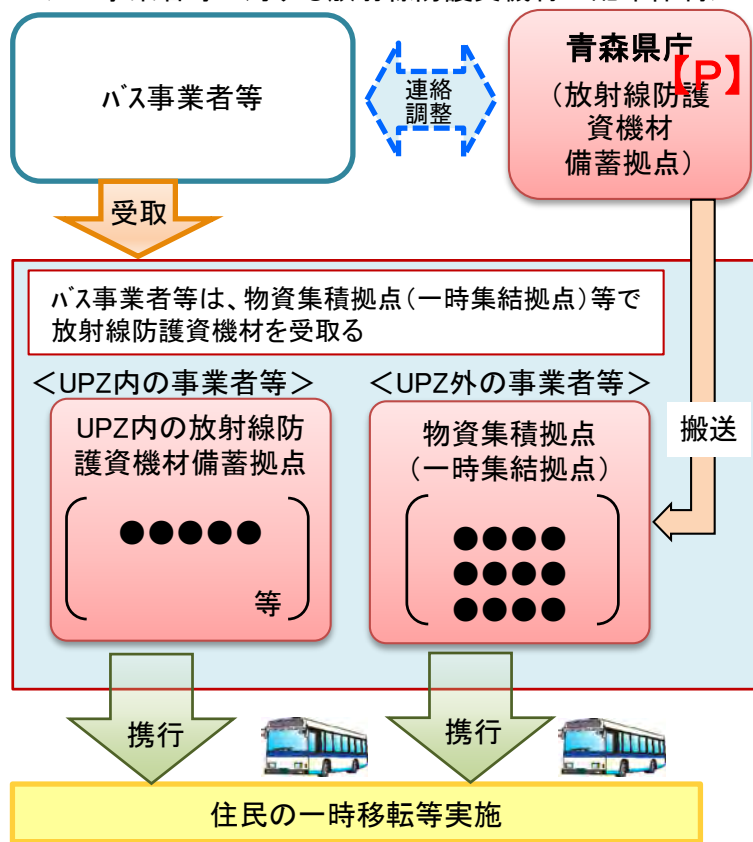 バス事業者等
連絡
調整
青森県庁
【P】
（放射線防護
資機材
備蓄拠点）
受取
バス事業者等は、物資集積拠点（一時集結拠点）等で
放射線防護資機材を受取る
＜UPZ内の事業者等＞
＜UPZ外の事業者等＞
UPZ内の放射線防
護資機材備蓄拠点
●●●●●
等
物資集積拠点
（一時集結拠点）
●●●●
●●●●
●●●●
搬送
携行
携行
住民の一時移転等実施